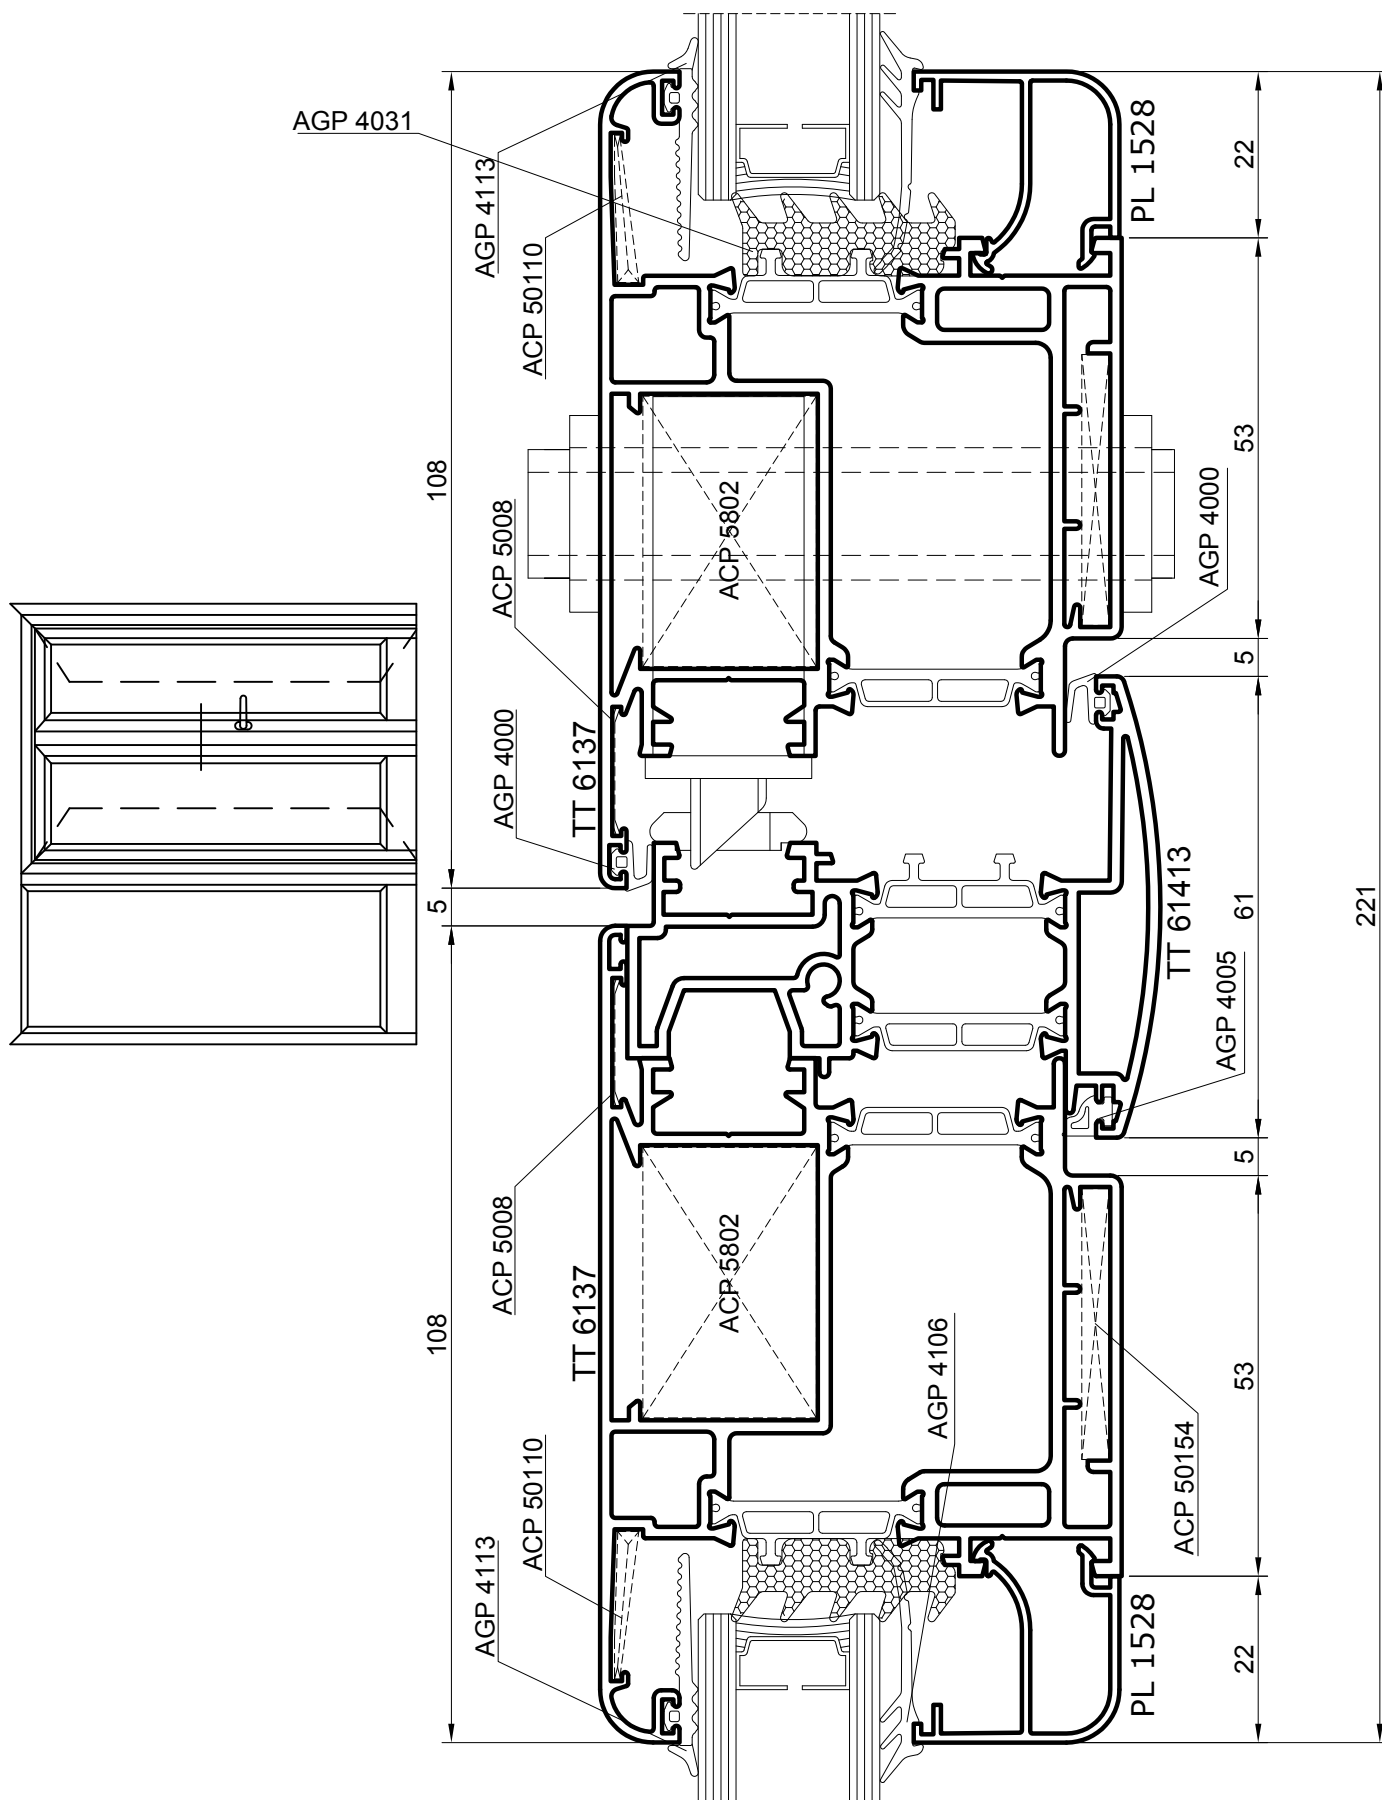 AGP 4031
AGP 4113
ACP 50110
PL 1528
22
108
ACP 5008
ACP 5802
53
AGP 4000
5
AGP 4000
TT 6137
5
61
221
TT 61413
AGP 4005
5
ACP 5008
TT 6137
ACP 5802
108
AGP 4106
53
ACP 50154
ACP 50110
AGP 4113
PL 1528
22